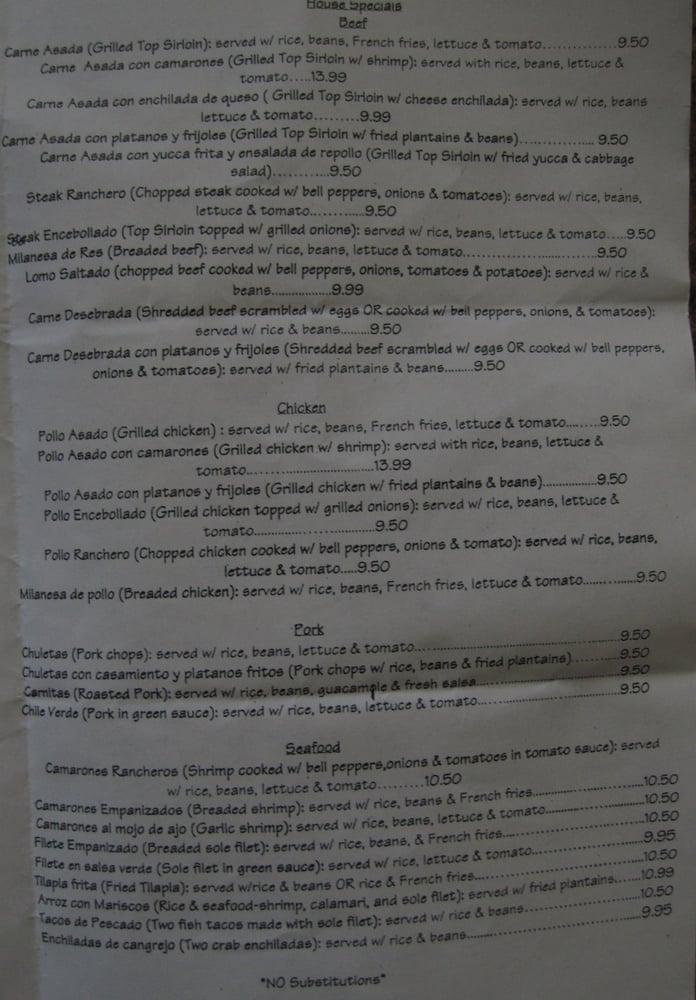 House Specials
Beef
Carne Asada (Grilled Top Sirloin): served w/ rice, beans, French fries, lettuce & tomato...............9.50
Carne Asada con camarones (Grilled Top Sirloin w/ shrimp): served with rice, beans, lettuce &
tomato.....13.99
Carne Asada con enchilada de queso ( Grilled Top Sirloin w/ cheese enchilada): served w/ rice, beans
lettuce & tomato.........9.99
Carne Asada con platanos y frijoles (Grilled Top Sirloin w/ fried plantains & beans)................... 9.50
Carne Asada con yucca frita y ensalada de repollo (Grilled Top Sirloin w/ fried yucca & cabbage
salad)...........9.50
Steak Ranchero (Chopped steak cooked w/ bell peppers, onions & tomatoes): served w/ rice, beans,
lettuce & tomato............9.50
Steak Encebollado (Top Sirloin topped w/ grilled onions): served w/ rice, beans, lettuce & tomato.....9.50
Milanesa de Res (Breaded beef): served w/ rice, beans, lettuce & tomato.............................9.50
Lomo Saltado (chopped beef cooked w/ bell peppers, onions, tomatoes & potatoes): served w/ rice &
beans.................9.99
Carne Desebrada (Shredded beef scrambled w/ eggs OR cooked w/ bell peppers, onions, & tomatoes):
served w/ rice & beans........9.50
Carne Desebrada con platanos y frijoles (Shredded beef scrambled w/ eggs OR cooked w/ bell peppers,
onions & tomatoes): served w/ fried plantains & beans.........9.50
Chicken
Pollo Asado (Grilled chicken) : served w/ rice, beans, French fries, lettuce & tomato.........9.50
Pollo Asado con camarones (Grilled chicken w/ shrimp): served with rice, beans, lettuce &
tomato..................................13.99
Pollo Asado con platanos y frijoles (Grilled chicken w/ fried plantains & beans)................9.50
Pollo Encebollado (Grilled chicken topped w/ grilled onions): served w/ rice, beans, lettuce &
tomato...............................9.50
Pollo Ranchero (Chopped chicken cooked w/ bell peppers, onions & tomato): served w/ rice, beans,
lettuce & tomato.....9.50
Milanesa de pollo (Breaded chicken): served w/ rice, beans, French fries, lettuce & tomato..............9.50
Pork
Chuletas (Pork chops): served w/ rice, beans, lettuce & tomato..................................................9.50
Chuletas con casamiento y platanos fritos (Pork chops w/ rice, beans & fried plantains)............9.50
Carnitas (Roasted Pork): served w/ rice, beans, guacamole & fresh salsa...................................9.50
Chile Verde (Pork in green sauce): served w/ rice, beans, lettuce & tomato..................................9.50
Seafood
Camarones Rancheros (Shrimp cooked w/ bell peppers,onions & tomatoes in tomato sauce): served
w/ rice, beans, lettuce & tomato.........10.50
Camarones Empanizados (Breaded shrimp): served w/ rice, beans & French fries...........................10.50
Camarones al mojo de ajo (Garlic shrimp): served w/ rice, beans, lettuce & tomato........................10.50
Filete Empanizado (Breaded sole filet): served w/ rice, beans, & French fries..................................10.50
Filete en salsa verde (Sole filet in green sauce): served w/ rice, lettuce & tomato...........................9.95
Tilapia frita (Fried Tilapia): served w/rice & beans OR rice & French fries........................................10.50
Arroz con Mariscos (Rice & seafood-shrimp, calamari, and sole filet): served w/ fried plantains......10.99
Tacos de Pescado (Two fish tacos made with sole filet): served w/ rice & beans............................10.50
Enchiladas de cangrejo (Two crab enchiladas): served w/ rice & beans...........................................9.95
*NO Substitutions*